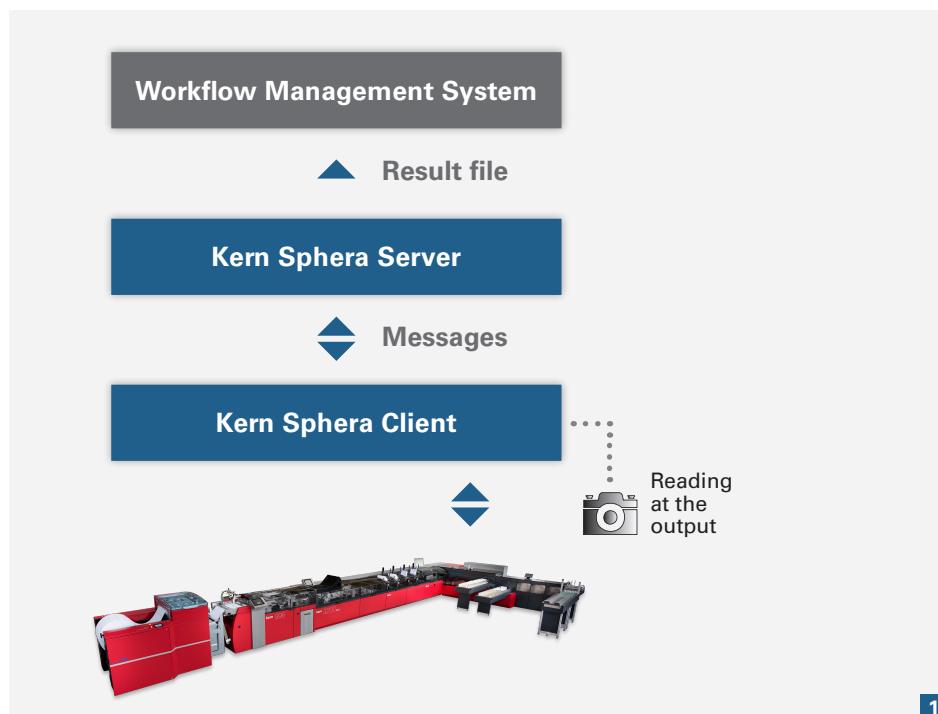 Workflow Management System
Result file
Kern Sphera Server
Messages
Kern Sphera Client
Reading
at the
output
1